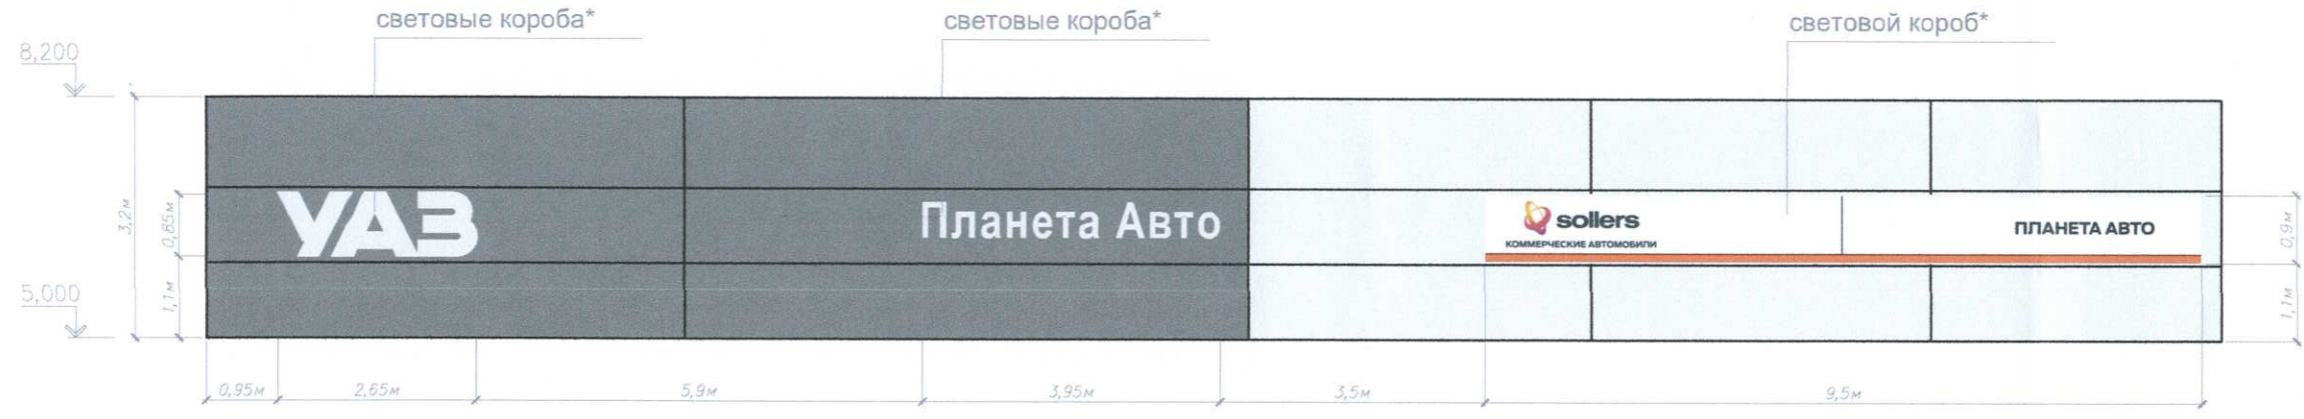 световые короба*
световые короба*
световой короб*
8,200
3,2м
0,85м
1,1м
5,000
УАЗ
Планета Авто
sollers
КОММЕРЧЕСКИЕ АВТОМОБИЛИ
ПЛАНЕТА АВТО
0,9м
1,1м
0,95м
2,65м
5,9м
3,95м
3,5м
9,5м